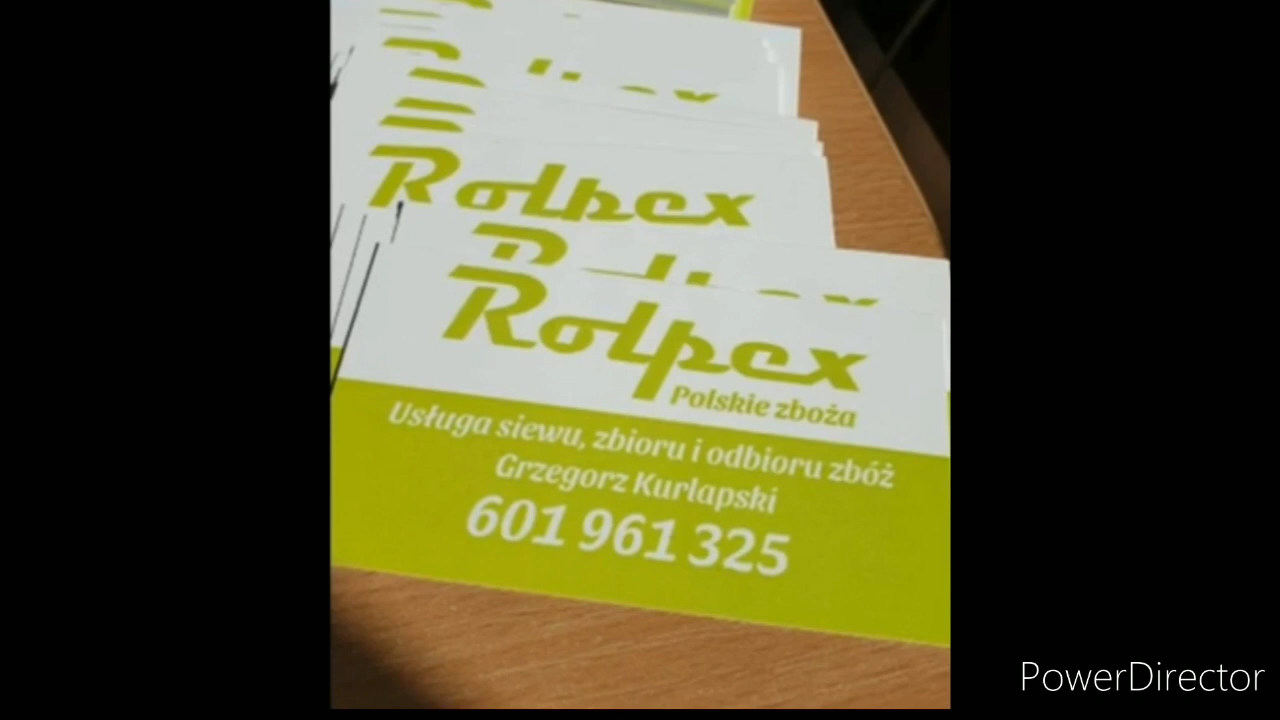 Rolpex
Rolpex
Polskie zboża
Usługa siewu, zbioru i odbioru zbóż
Grzegorz Kurlapski
601 961 325
PowerDirector